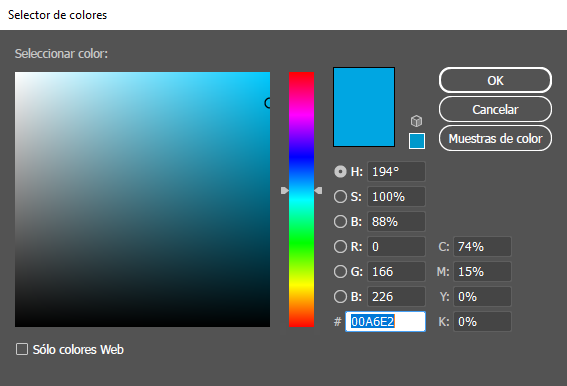 Selector de colores
Seleccionar color:
OK
Cancelar
Muestras de color
H: 194°
S: 100%
B: 88%
R: 0 C: 74%
G: 166 M: 15%
B: 226 Y: 0%
# 00A6E2 K: 0%
Sólo colores Web